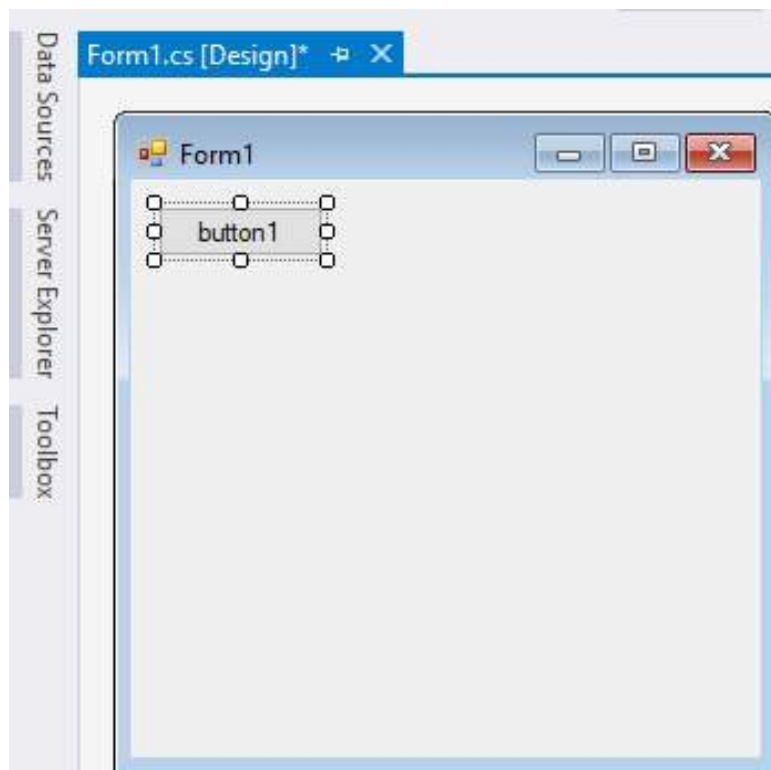 Form1.cs [Design]*
Data Sources
Server Explorer
Toolbox
Form1
button1